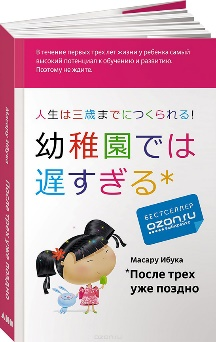 В течение первых трех лет жизни у ребенка самый
высокий потенциал к обучению и развитию.
Поэтому не ждите.
人生は三歳までにつくられる!
幼稚園では
遅すぎる*
БЕСТСЕЛЛЕР
ozon.ru
Масару Ибука
*После трех
уже поздно
Масару Ибука
После трех уже поздно